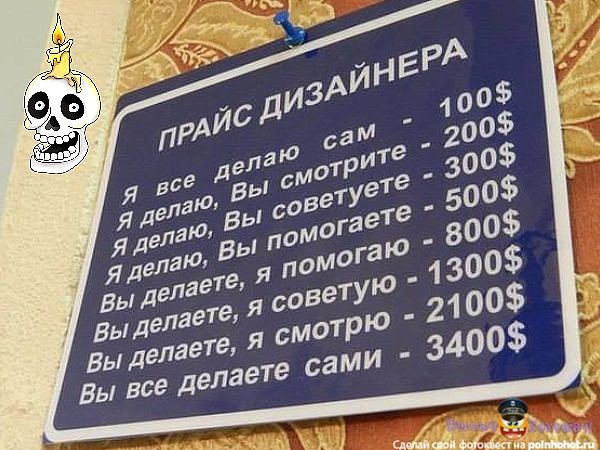 ПРАЙС ДИЗАЙНЕРА
Я все делаю сам - 100$
Я делаю, Вы смотрите - 200$
Я делаю, Вы советуете - 300$
Я делаю, Вы помогаете - 500$
Вы делаете, я помогаю - 800$
Вы делаете, я советую - 1300$
Вы делаете, я смотрю - 2100$
Вы все делаете сами - 3400$
Сделай свой фотоквест на poinhohot.ru